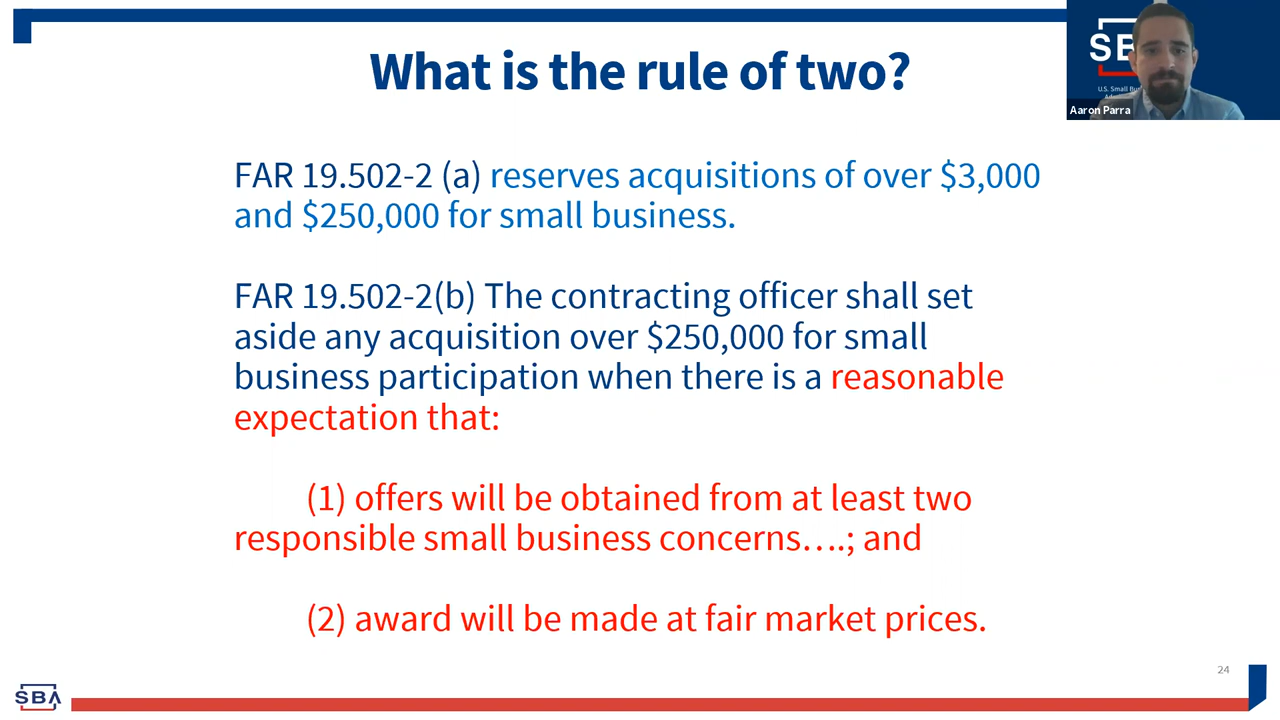 What is the rule of two?
SB
U.S. Small Bu
Aaron Parra
FAR 19.502-2 (a) reserves acquisitions of over $3,000
and $250,000 for small business.
FAR 19.502-2(b) The contracting officer shall set
aside any acquisition over $250,000 for small
business participation when there is a reasonable
expectation that:
(1) offers will be obtained from at least two
responsible small business concerns….; and
(2) award will be made at fair market prices.
24
SBA